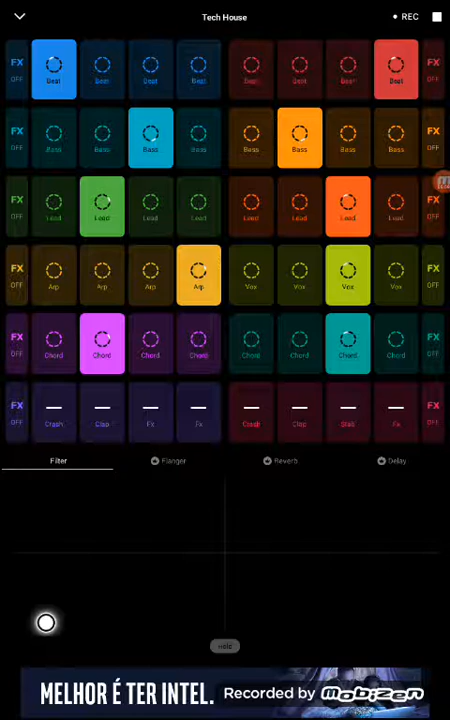 Tech House
REC
FX Beat Beat Beat Beat Beat Beat Beat Beat FX
OFF OFF
FX Bass Bass Bass Bass Bass Bass Bass Bass FX
OFF OFF
FX Lead Lead Lead Lead Lead Lead Lead Lead FX
OFF OFF
FX Arp Arp Arp Arp Vox Vox Vox Vox FX
OFF OFF
FX Chord Chord Chord Chord Chord Chord Chord Chord FX
OFF OFF
FX Crash Clap Fx Fx Crash Clap Stab Fx FX
OFF OFF
Filter Flanger Reverb Delay
Hold
MELHOR É TER INTEL. Recorded by mobizen